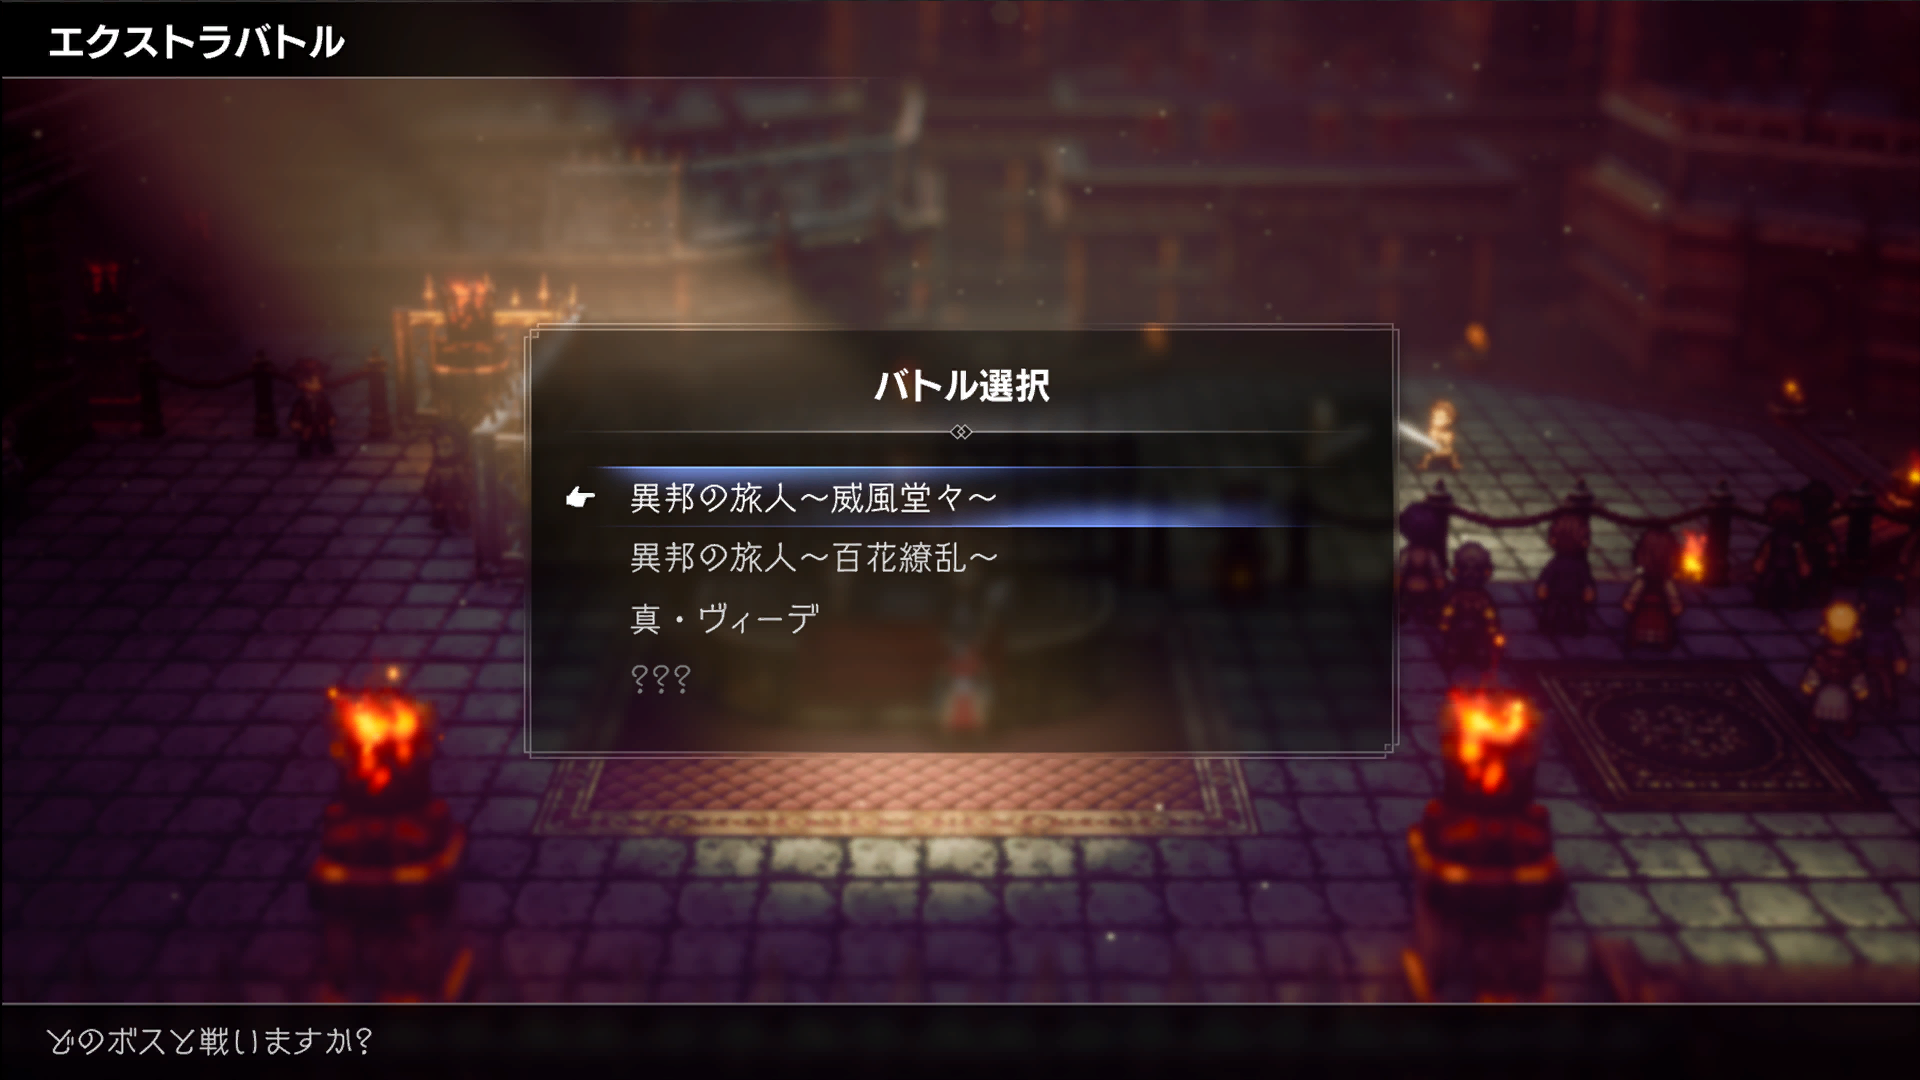 エクストラバトル
バトル選択
異邦の旅人～威風堂々～
異邦の旅人～百花繚乱～
真・ヴィーデ
???
どのボスと戦いますか?